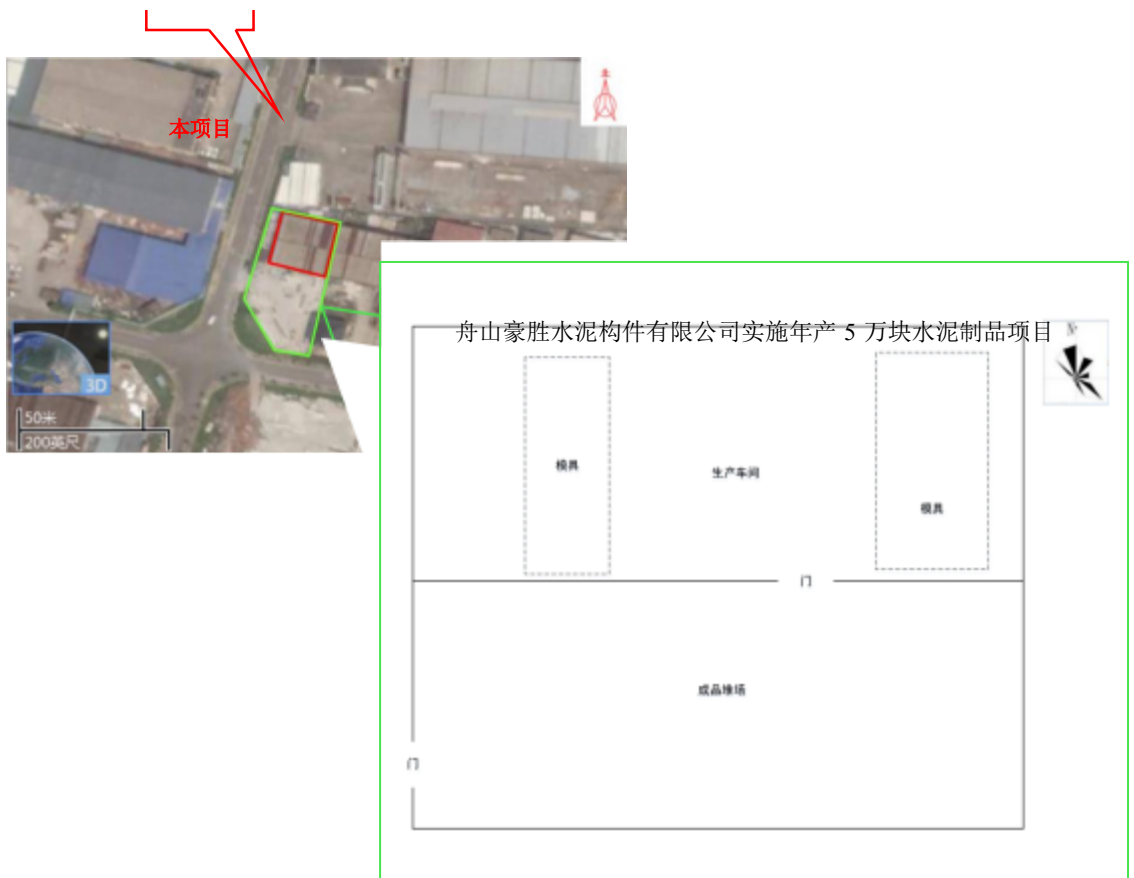 北
本项目
3D
50米
200英尺
舟山豪胜水泥构件有限公司实施年产 5 万块水泥制品项目
N
模具
生产车间
模具
门
成品堆场
门